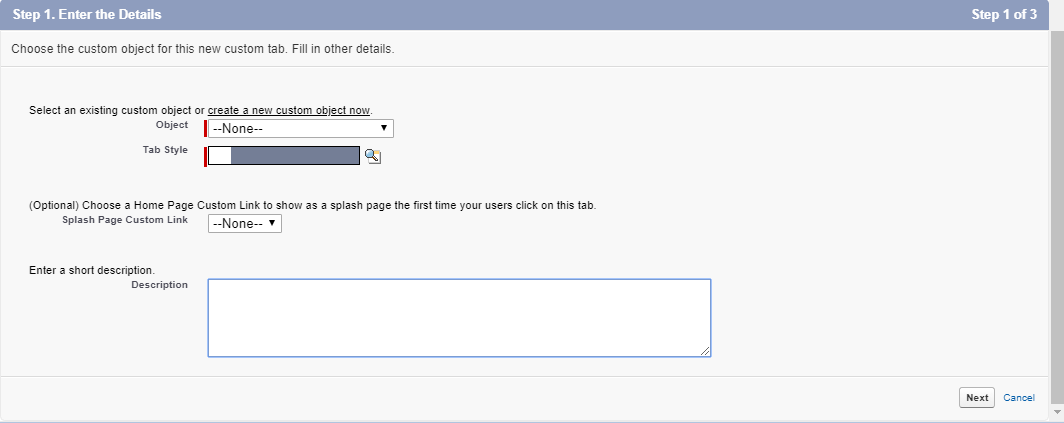 Step 1. Enter the Details Step 1 of 3
Choose the custom object for this new custom tab. Fill in other details.
Select an existing custom object or create a new custom object now.
Object --None--
Tab Style
(Optional) Choose a Home Page Custom Link to show as a splash page the first time your users click on this tab.
Splash Page Custom Link --None--
Enter a short description.
Description
Next Cancel